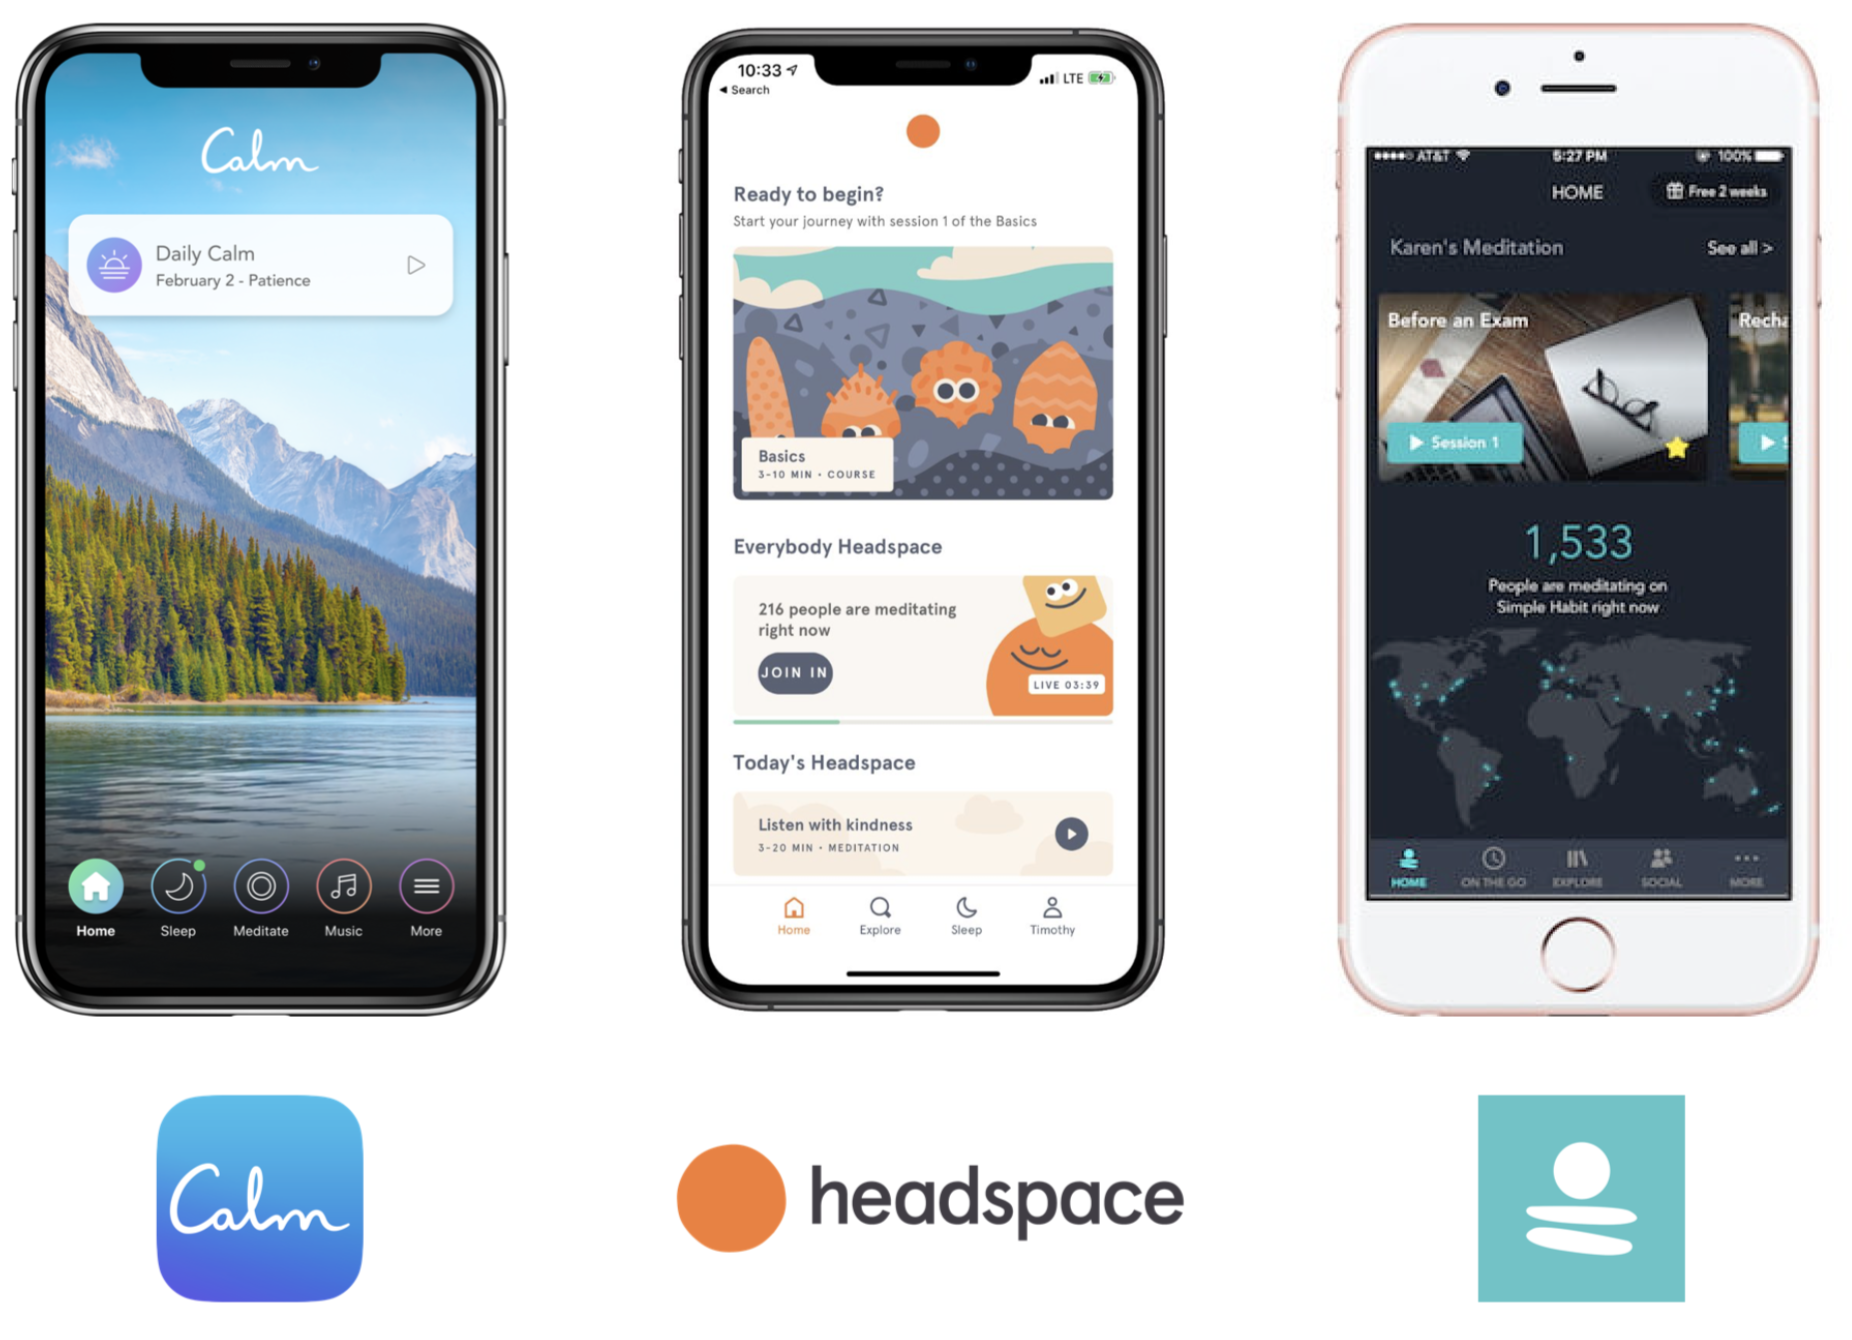 Calm
Daily Calm
February 2 - Patience
Home
Sleep
Meditate
Music
More
10:33
LTE
◀ Search
Ready to begin?
Start your journey with session 1 of the Basics
Basics
3-10 MIN • COURSE
Everybody Headspace
216 people are meditating
right now
JOIN IN
LIVE 03:39
Today's Headspace
Listen with kindness
3-20 MIN • MEDITATION
Home
Explore
Sleep
Timothy
AT&T
5:27 PM
100%
HOME
Free 2 weeks
Karen's Meditation
See all >
Before an Exam
Recha
Session 1
S
1,533
People are meditating on
Simple Habit right now
HOME
ON THE GO
EXPLORE
SOCIAL
MORE
Calm
headspace